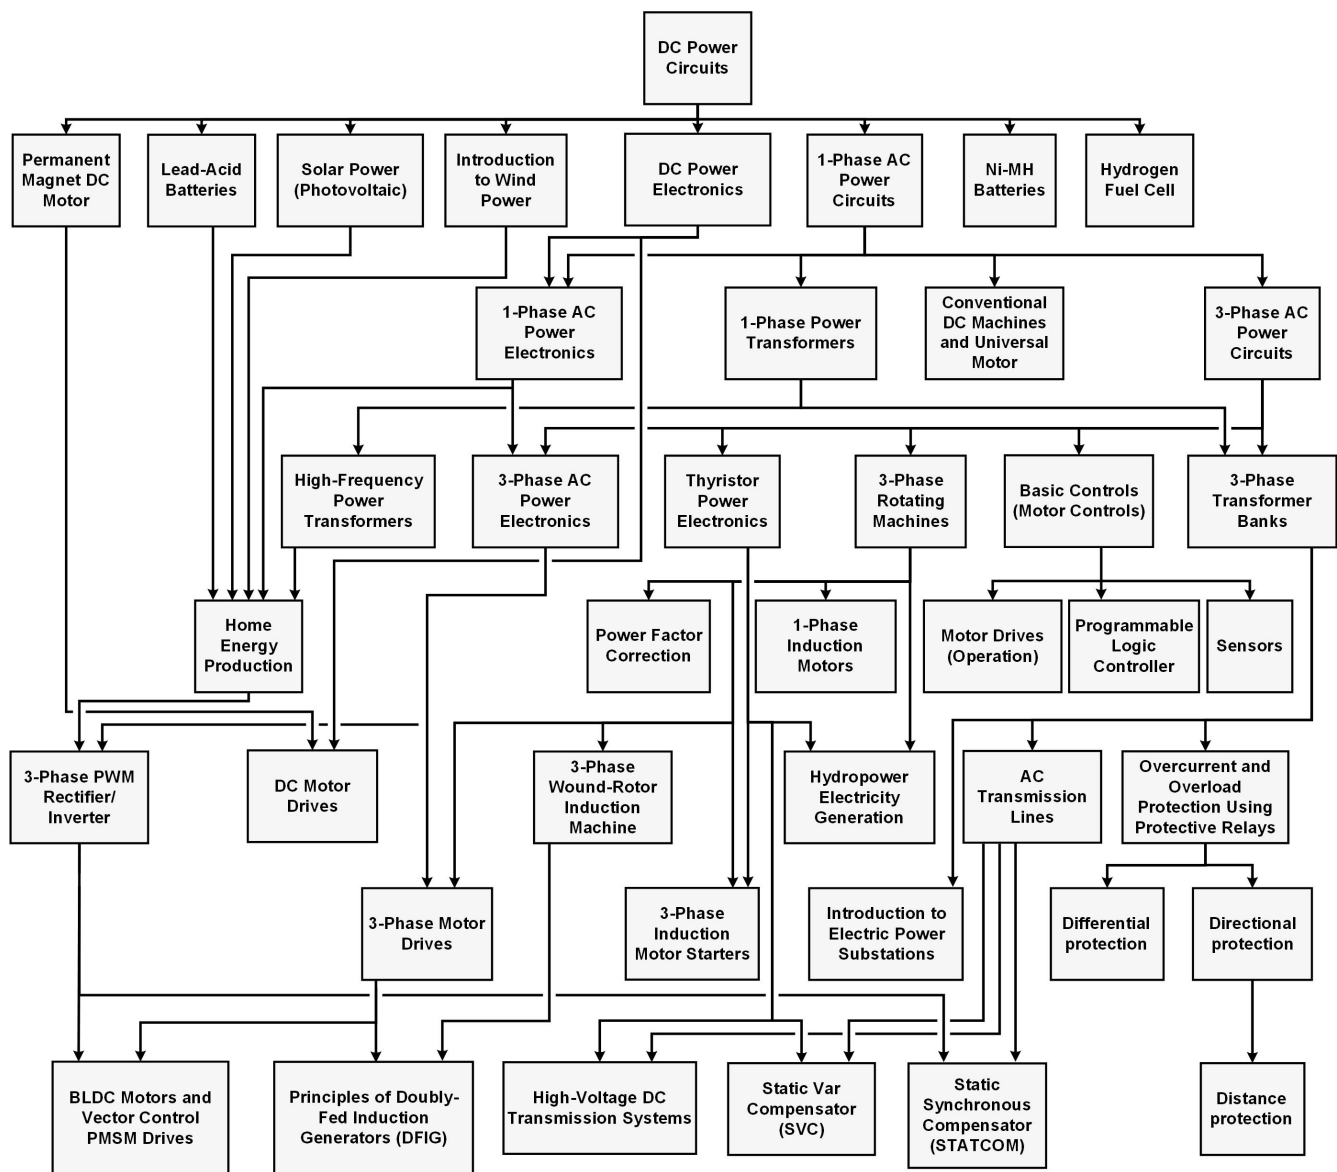 DC Power
Circuits
Permanent
Magnet DC
Motor
Lead-Acid
Batteries
Solar Power
(Photovoltaic)
Introduction
to Wind
Power
DC Power
Electronics
1-Phase AC
Power
Circuits
Ni-MH
Batteries
Hydrogen
Fuel Cell
1-Phase AC
Power
Electronics
1-Phase Power
Transformers
Conventional
DC Machines
and Universal
Motor
3-Phase AC
Power
Circuits
High-Frequency
Power
Transformers
3-Phase AC
Power
Electronics
Thyristor
Power
Electronics
3-Phase
Rotating
Machines
Basic Controls
(Motor Controls)
3-Phase
Transformer
Banks
Home
Energy
Production
Power Factor
Correction
1-Phase
Induction
Motors
Motor Drives
(Operation)
Programmable
Logic
Controller
Sensors
3-Phase PWM
Rectifier/
Inverter
DC Motor
Drives
3-Phase
Wound-Rotor
Induction
Machine
Hydropower
Electricity
Generation
AC
Transmission
Lines
Overcurrent and
Overload
Protection Using
Protective Relays
3-Phase Motor
Drives
3-Phase
Induction
Motor Starters
Introduction to
Electric Power
Substations
Differential
protection
Directional
protection
BLDC Motors and
Vector Control
PMSM Drives
Principles of Doubly-
Fed Induction
Generators (DFIG)
High-Voltage DC
Transmission Systems
Static Var
Compensator
(SVC)
Static
Synchronous
Compensator
(STATCOM)
Distance
protection